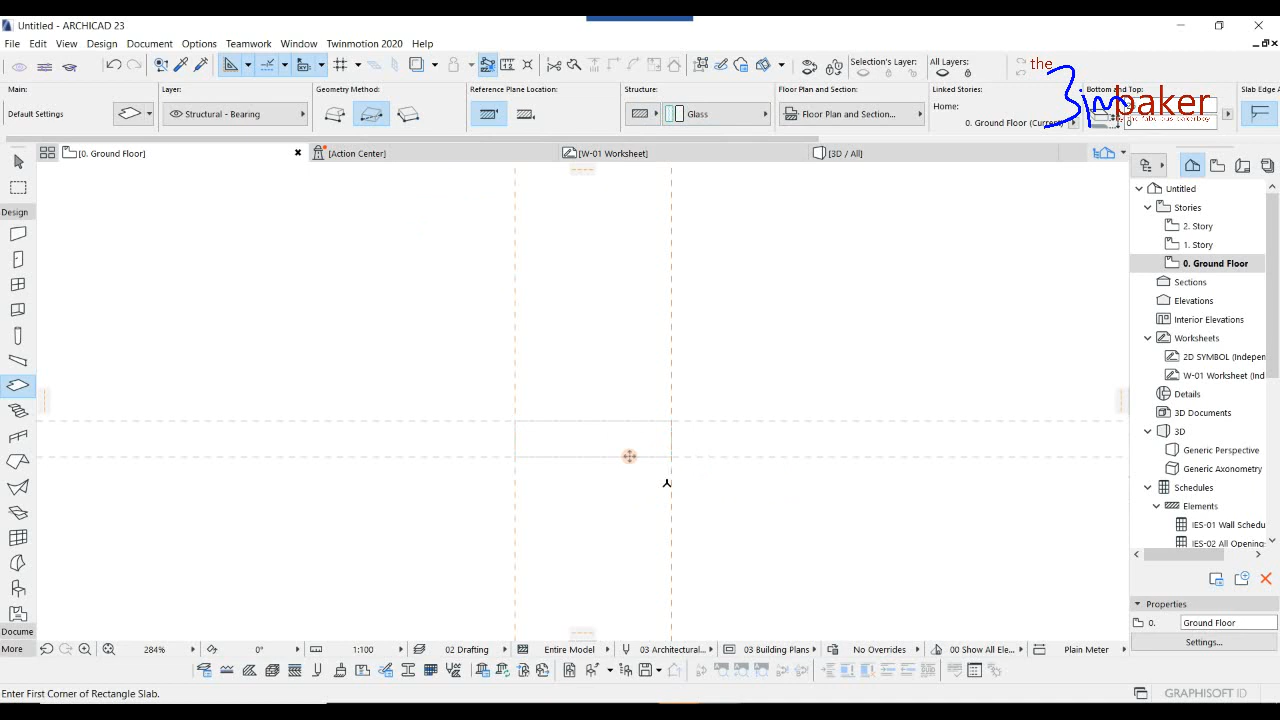 Untitled - ARCHICAD 23
File Edit View Design Document Options Teamwork Window Twinmotion 2020 Help
Selection's Layer: All Layers:
the
Bimbaker
Main: Layer: Geometry Method: Reference Plane Location: Structure: Floor Plan and Section: Linked Stories: Bottom and Top: Slab Edge A
Default Settings Structural - Bearing Glass Floor Plan and Section... Home:
0. Ground Floor (Current) 0
[0. Ground Floor] [Action Center] [W-01 Worksheet] [3D / All]
Design
Untitled
Stories
2. Story
1. Story
0. Ground Floor
Sections
Elevations
Interior Elevations
Worksheets
2D SYMBOL (Indepen
W-01 Worksheet (Ind
Details
3D Documents
3D
Generic Perspective
Generic Axonometry
Schedules
Elements
IES-01 Wall Schedu
IES-02 All Opening:
Properties
0. Ground Floor
Settings...
Docume
More
284% 0° 1:100 02 Drafting Entire Model 03 Architectural... 03 Building Plans No Overrides 00 Show All Ele... Plain Meter
Enter First Corner of Rectangle Slab.
GRAPHISOFT ID